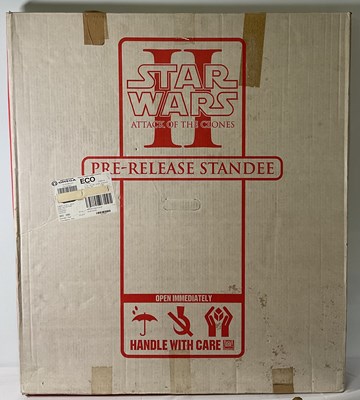 II
STAR
WARS
ATTACK OF THE CLONES
PRE-RELEASE STANDEE
ECO
OPEN IMMEDIATELY
HANDLE WITH CARE